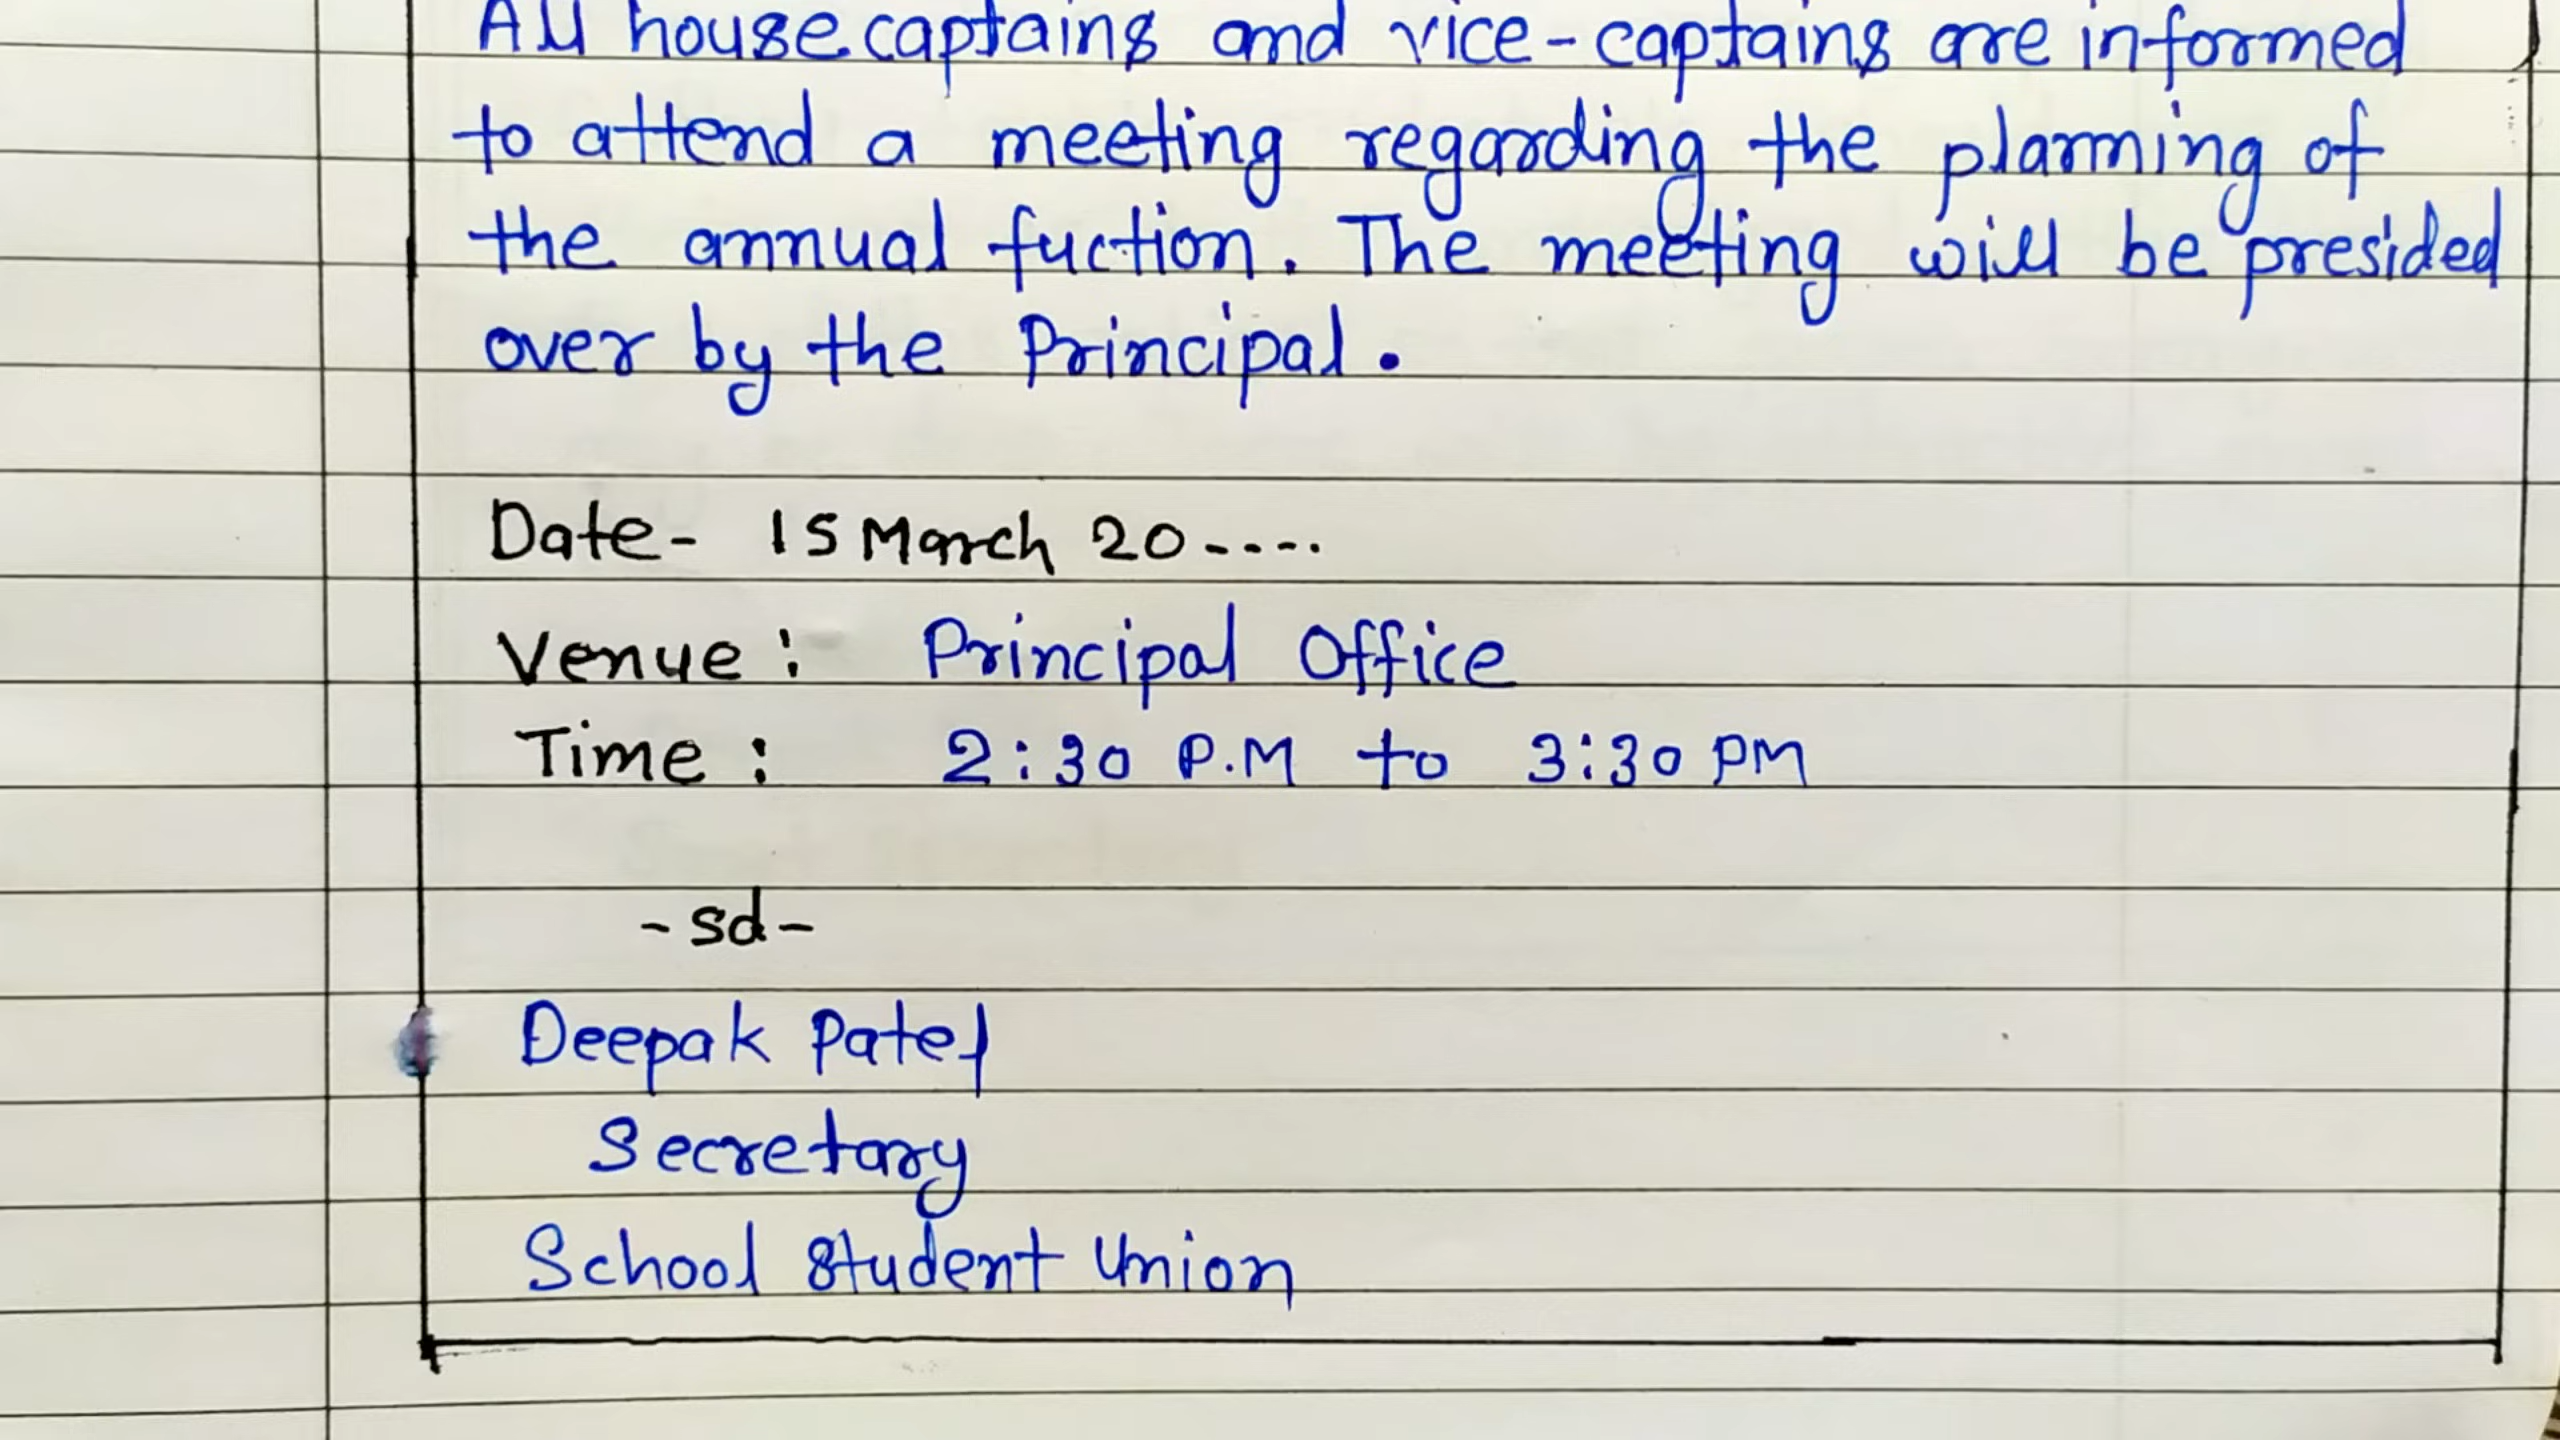 All house captains and vice-captains are informed
to attend a meeting regarding the planning of
the annual fuction. The meeting will be presided
over by the Principal.
Date- 15 March 20----.
Venue: Principal Office
Time: 2:30 P.M to 3:30 PM
-sd-
Deepak Patel
Secretary
School Student Union